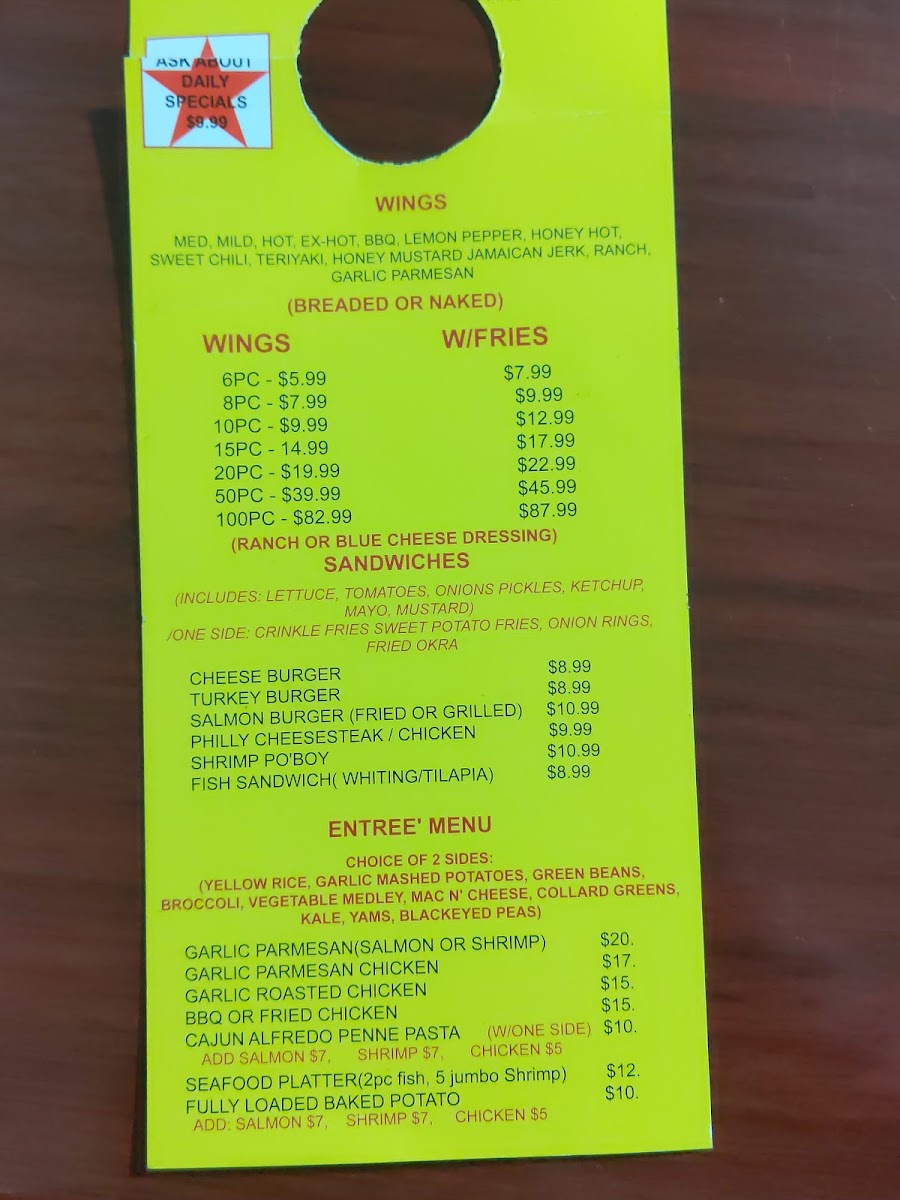 ASK ABOUT
DAILY
SPECIALS
$9.99
WINGS
MED, MILD, HOT, EX-HOT, BBQ, LEMON PEPPER, HONEY HOT,
SWEET CHILI, TERIYAKI, HONEY MUSTARD JAMAICAN JERK, RANCH,
GARLIC PARMESAN
(BREADED OR NAKED)
WINGS W/FRIES
6PC - $5.99 $7.99
8PC - $7.99 $9.99
10PC - $9.99 $12.99
15PC - 14.99 $17.99
20PC - $19.99 $22.99
50PC - $39.99 $45.99
100PC - $82.99 $87.99
(RANCH OR BLUE CHEESE DRESSING)
SANDWICHES
(INCLUDES: LETTUCE, TOMATOES, ONIONS PICKLES, KETCHUP,
MAYO, MUSTARD)
/ONE SIDE: CRINKLE FRIES SWEET POTATO FRIES, ONION RINGS,
FRIED OKRA
CHEESE BURGER $8.99
TURKEY BURGER $8.99
SALMON BURGER (FRIED OR GRILLED) $10.99
PHILLY CHEESESTEAK / CHICKEN $9.99
SHRIMP PO'BOY $10.99
FISH SANDWICH( WHITING/TILAPIA) $8.99
ENTREE' MENU
CHOICE OF 2 SIDES:
(YELLOW RICE, GARLIC MASHED POTATOES, GREEN BEANS,
BROCCOLI, VEGETABLE MEDLEY, MAC N' CHEESE, COLLARD GREENS,
KALE, YAMS, BLACKEYED PEAS)
GARLIC PARMESAN(SALMON OR SHRIMP) $20.
GARLIC PARMESAN CHICKEN $17.
GARLIC ROASTED CHICKEN $15.
BBQ OR FRIED CHICKEN $15.
CAJUN ALFREDO PENNE PASTA (W/ONE SIDE) $10.
ADD SALMON $7, SHRIMP $7, CHICKEN $5
SEAFOOD PLATTER(2pc fish, 5 jumbo Shrimp) $12.
FULLY LOADED BAKED POTATO $10.
ADD: SALMON $7, SHRIMP $7, CHICKEN $5